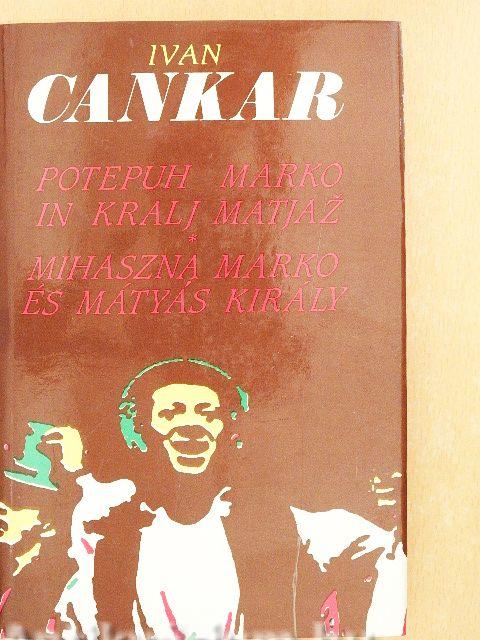 IVAN
CANKAR
POTEPUH MARKO
IN KRALJ MATJAŽ
*
MIHASZNA MARKO
ÉS MÁTYÁS KIRÁLY